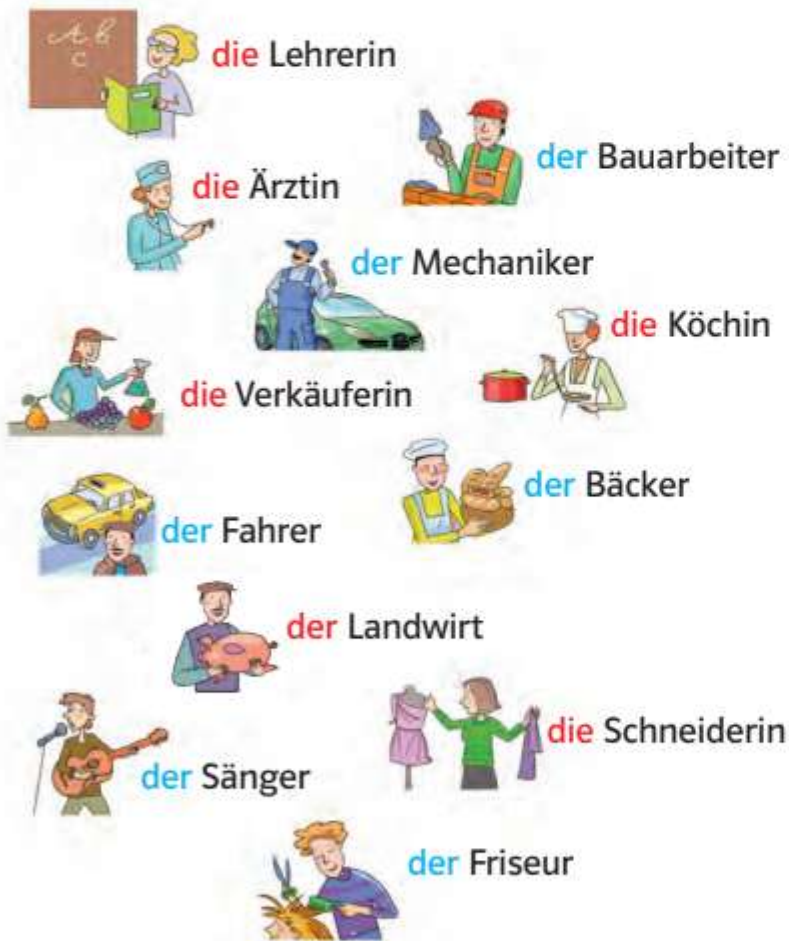 A b
C
die Lehrerin
der Bauarbeiter
die Ärztin
der Mechaniker
die Köchin
die Verkäuferin
der Bäcker
der Fahrer
der Landwirt
die Schneiderin
der Sänger
der Friseur